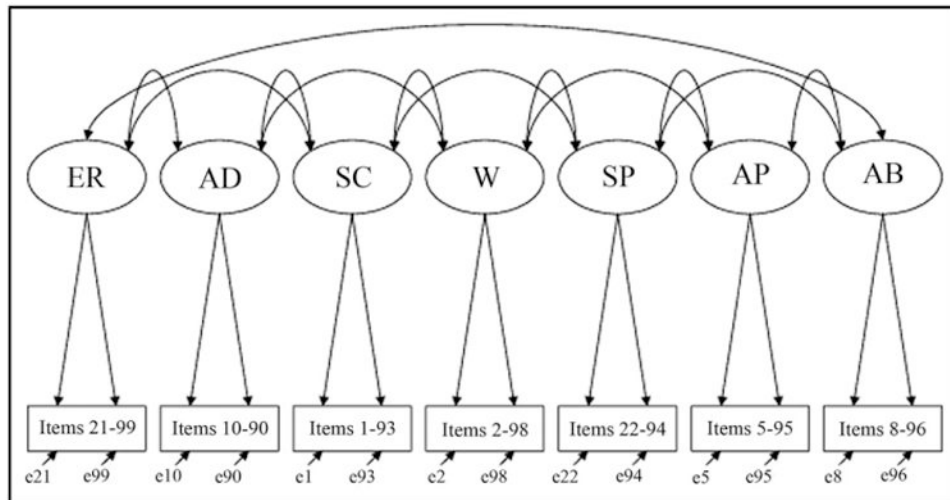 ER AD SC W SP AP AB
Items 21-99 Items 10-90 Items 1-93 Items 2-98 Items 22-94 Items 5-95 Items 8-96
e21 e99 e10 e90 e1 e93 e2 e98 e22 e94 e5 e95 e8 e96